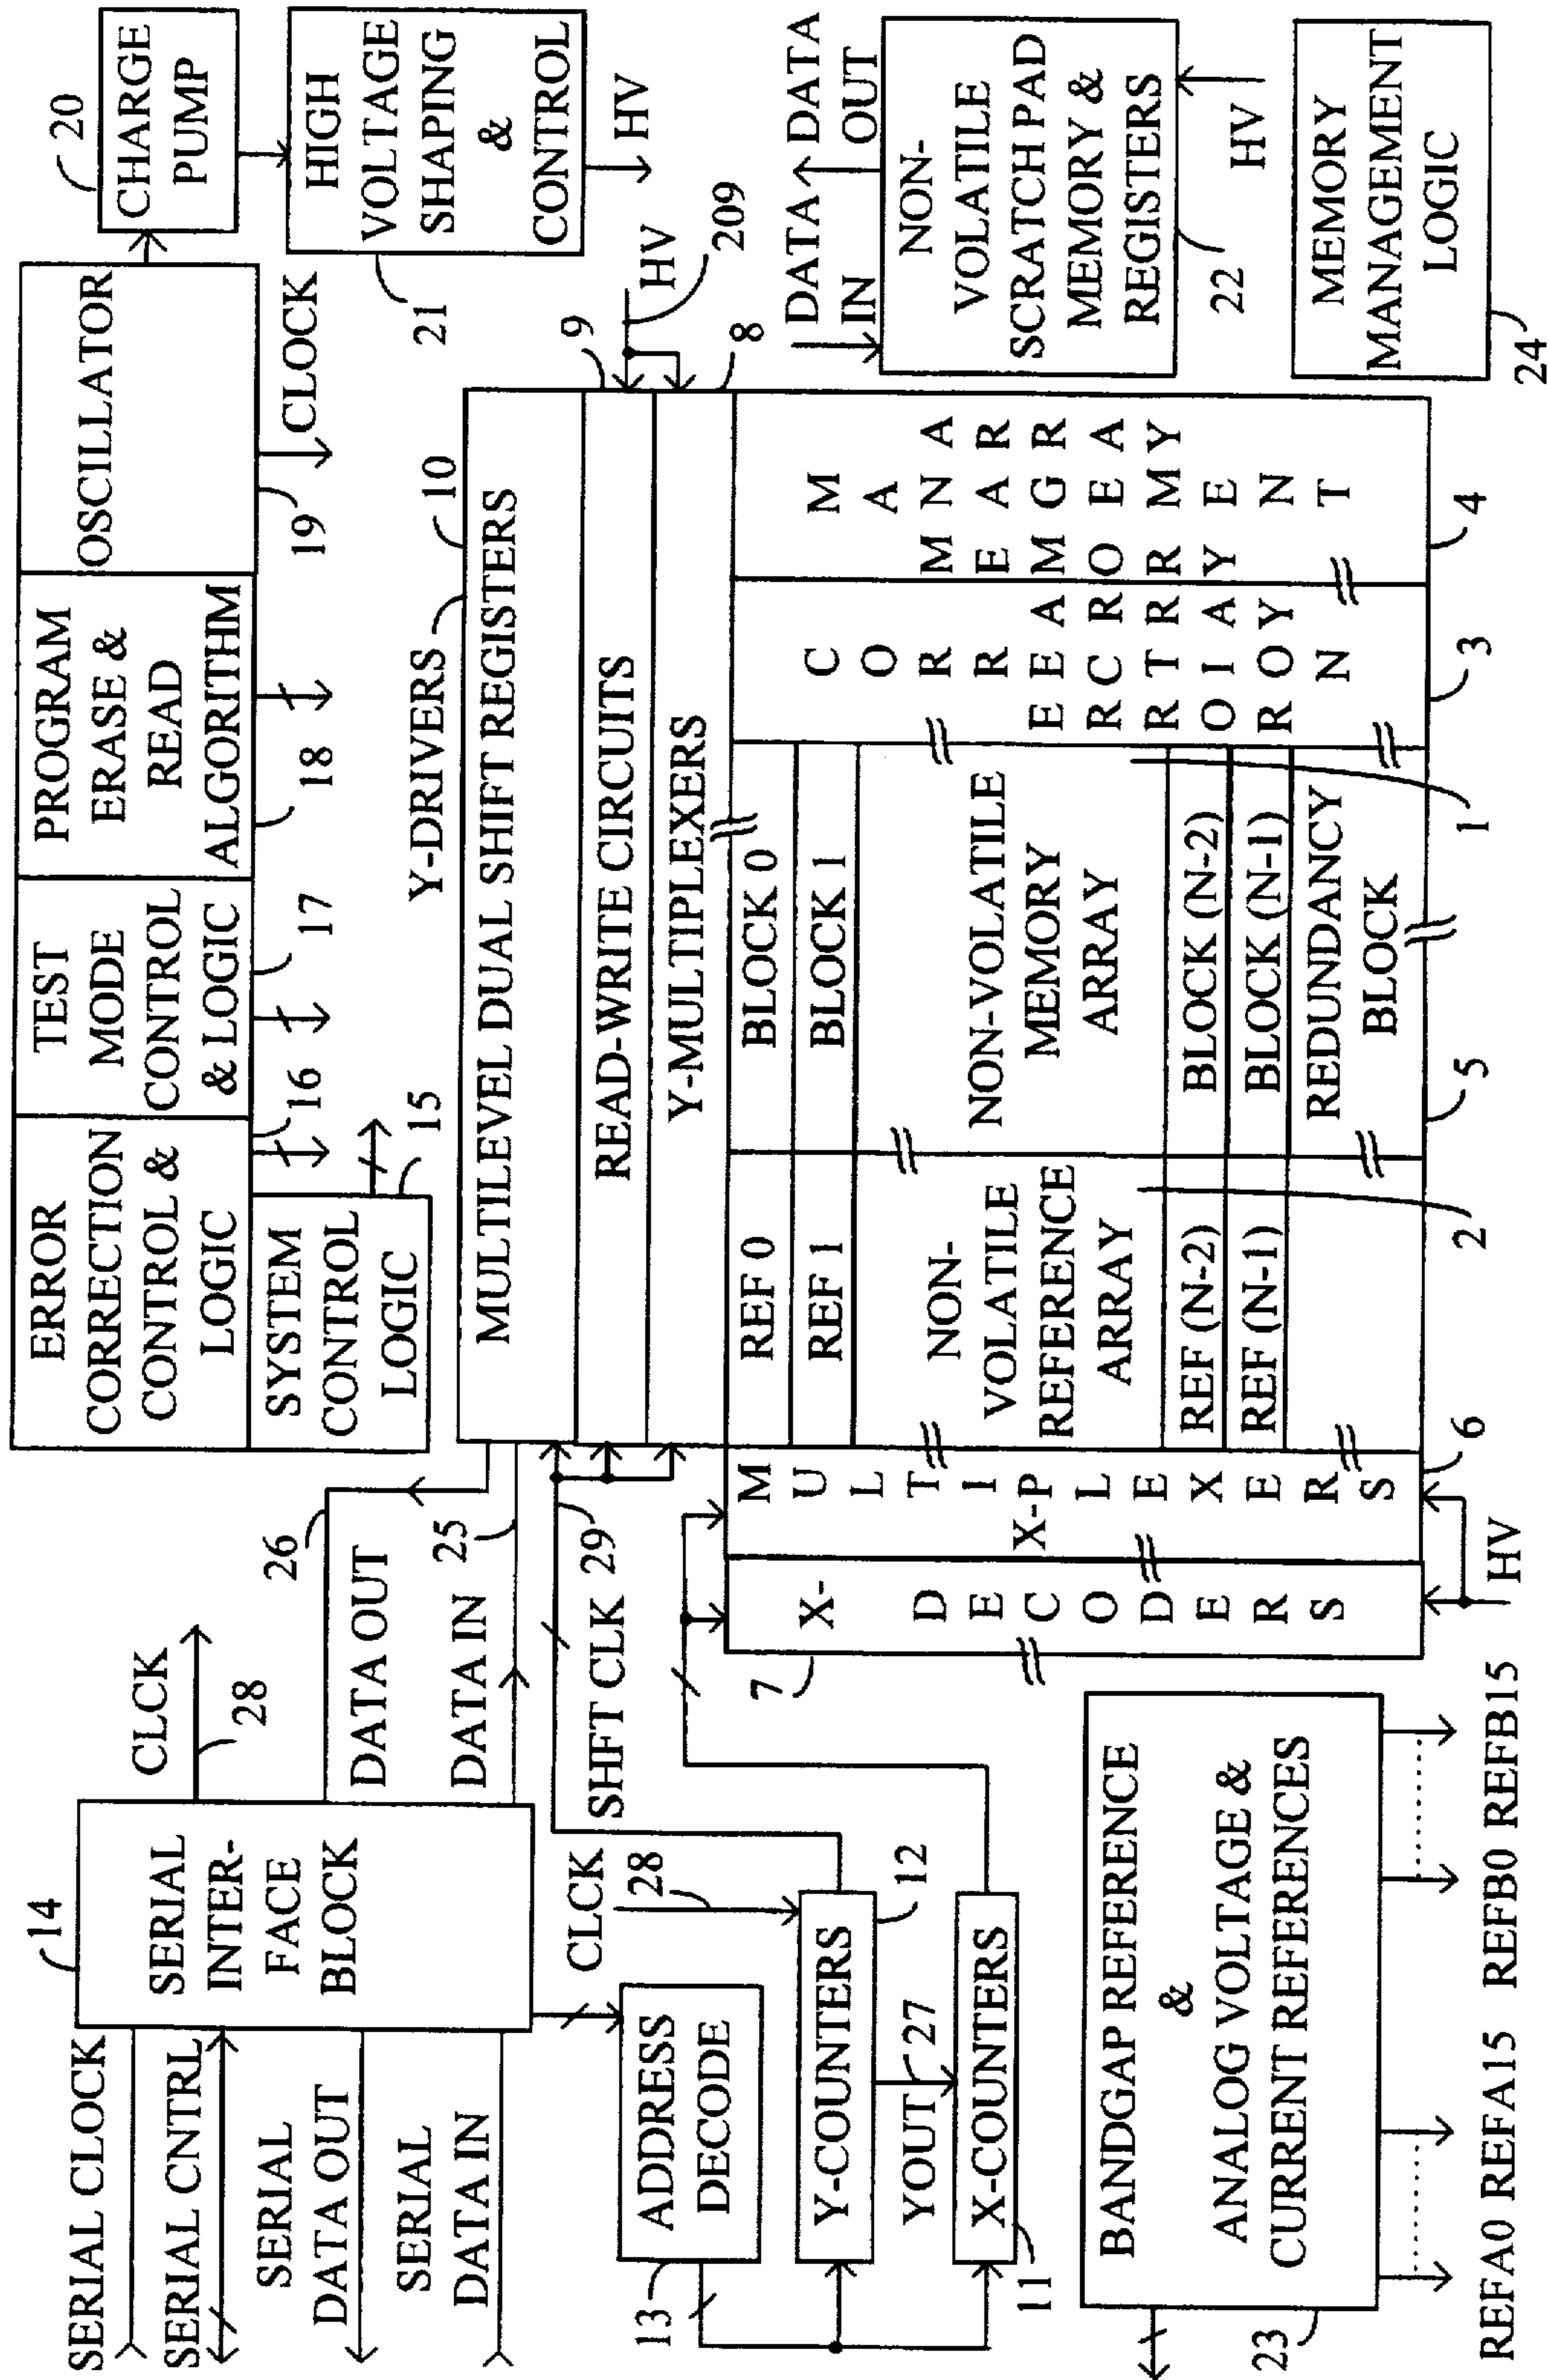 SERIAL CLOCK
SERIAL CNTRL
SERIAL
DATA OUT
SERIAL
DATA IN
14
SERIAL
INTER-
FACE
BLOCK
CLCK
28
26
DATA OUT
DATA IN
25
ERROR
CORRECTION
CONTROL &
LOGIC
16
TEST
MODE
CONTROL
& LOGIC
17
PROGRAM
ERASE &
READ
ALGORITHM
18
OSCILLATOR
19
CLOCK
20
CHARGE
PUMP
HIGH
VOLTAGE
SHAPING
&
CONTROL
21
HV
SYSTEM
CONTROL
LOGIC
15
Y-DRIVERS
10
MULTILEVEL DUAL SHIFT REGISTERS
READ-WRITE CIRCUITS
9
Y-MULTIPLEXERS
8
HV
209
SHFT CLK
29
CLCK
28
13
ADDRESS
DECODE
Y-COUNTERS
12
YOUT
27
X-COUNTERS
11
7
X-DECODERS
X-MULTIPLEXERS
6
HV
REF 0
REF 1
NON-
VOLATILE
REFERENCE
ARRAY
REF (N-2)
REF (N-1)
2
BLOCK 0
BLOCK 1
NON-VOLATILE
MEMORY
ARRAY
BLOCK (N-2)
BLOCK (N-1)
REDUNDANCY
BLOCK
5
1
ERROR
CORRECTION
ARRAY
3
MEMORY
MANAGEMENT
ARRAY
4
DATA
IN
DATA
OUT
NON-
VOLATILE
SCRATCH PAD
MEMORY &
REGISTERS
22
HV
MEMORY
MANAGEMENT
LOGIC
24
BANDGAP REFERENCE
&
ANALOG VOLTAGE &
CURRENT REFERENCES
23
REFA0 REFA15 REFB0 REFB15